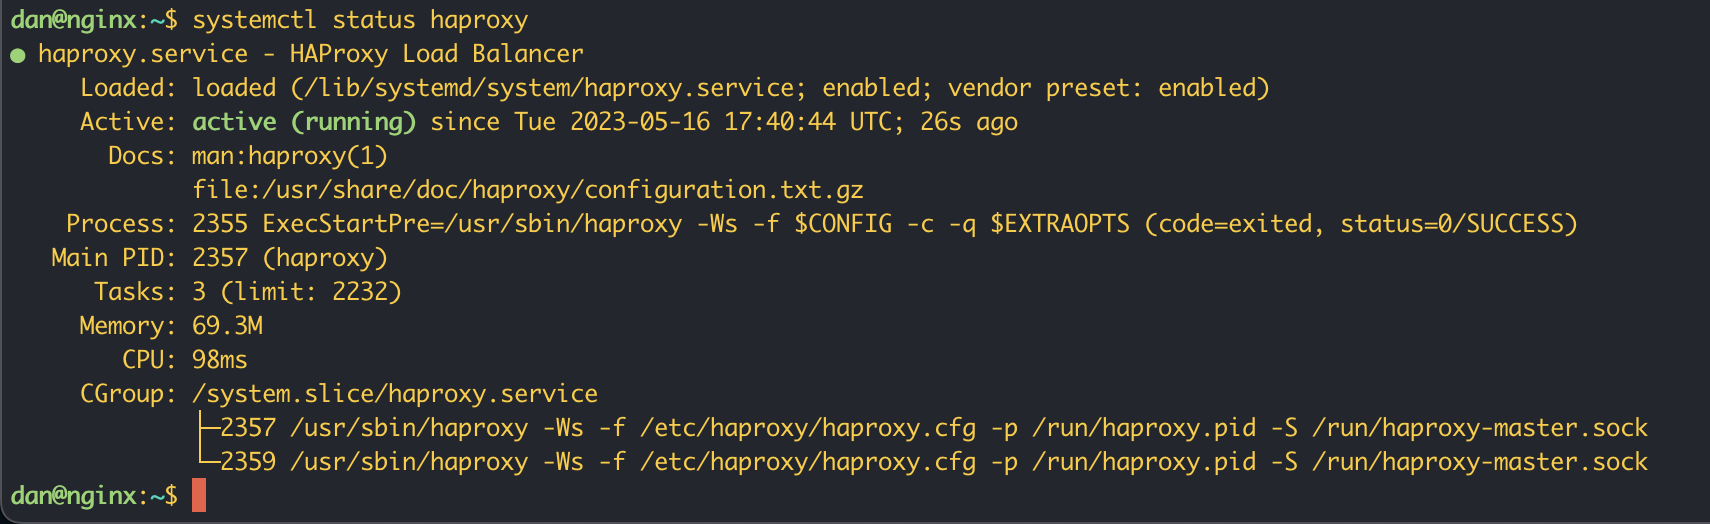 dan@nginx:~$ systemctl status haproxy
● haproxy.service - HAProxy Load Balancer
     Loaded: loaded (/lib/systemd/system/haproxy.service; enabled; vendor preset: enabled)
     Active: active (running) since Tue 2023-05-16 17:40:44 UTC; 26s ago
       Docs: man:haproxy(1)
             file:/usr/share/doc/haproxy/configuration.txt.gz
    Process: 2355 ExecStartPre=/usr/sbin/haproxy -Ws -f $CONFIG -c -q $EXTRAOPTS (code=exited, status=0/SUCCESS)
   Main PID: 2357 (haproxy)
      Tasks: 3 (limit: 2232)
     Memory: 69.3M
        CPU: 98ms
     CGroup: /system.slice/haproxy.service
             ├─2357 /usr/sbin/haproxy -Ws -f /etc/haproxy/haproxy.cfg -p /run/haproxy.pid -S /run/haproxy-master.sock
             └─2359 /usr/sbin/haproxy -Ws -f /etc/haproxy/haproxy.cfg -p /run/haproxy.pid -S /run/haproxy-master.sock
dan@nginx:~$